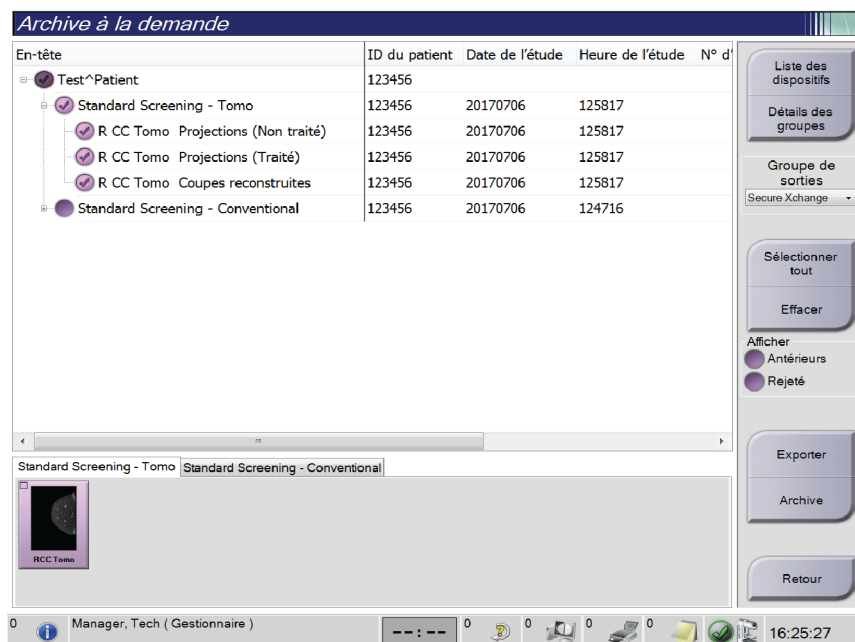 Archive à la demande
En-tête ID du patient Date de l'étude Heure de l'étude N° d'
Test^Patient 123456
Standard Screening - Tomo 123456 20170706 125817
R CC Tomo Projections (Non traité) 123456 20170706 125817
R CC Tomo Projections (Traité) 123456 20170706 125817
R CC Tomo Coupes reconstruites 123456 20170706 125817
Standard Screening - Conventional 123456 20170706 124716
Liste des
dispositifs
Détails des
groupes
Groupe de
sorties
Secure Xchange
Sélectionner
tout
Effacer
Afficher
Antérieurs
Rejeté
Exporter
Archive
Retour
Standard Screening - Tomo Standard Screening - Conventional
RCC Tomo
0 Manager, Tech ( Gestionnaire ) --:-- 0 0 0 0 16:25:27